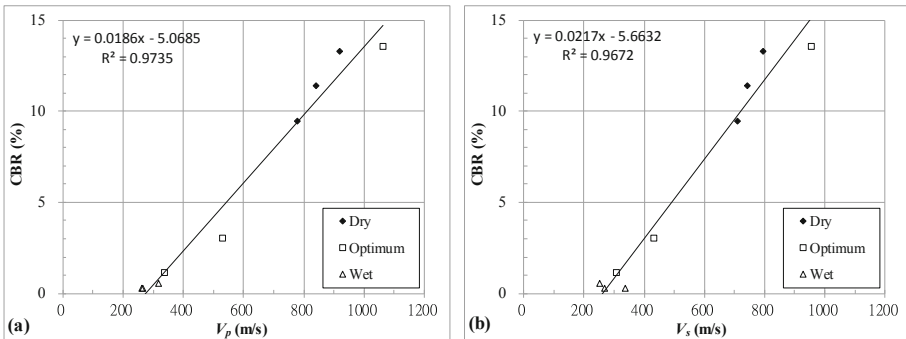 15
y = 0.0186x - 5.0685
R² = 0.9735
10
CBR (%)
5
0
Dry
Optimum
Wet
0 200 400 600 800 1000 1200
(a)
Vp (m/s)
15
y = 0.0217x - 5.6632
R² = 0.9672
10
CBR (%)
5
0
Dry
Optimum
Wet
0 200 400 600 800 1000 1200
(b)
Vs (m/s)